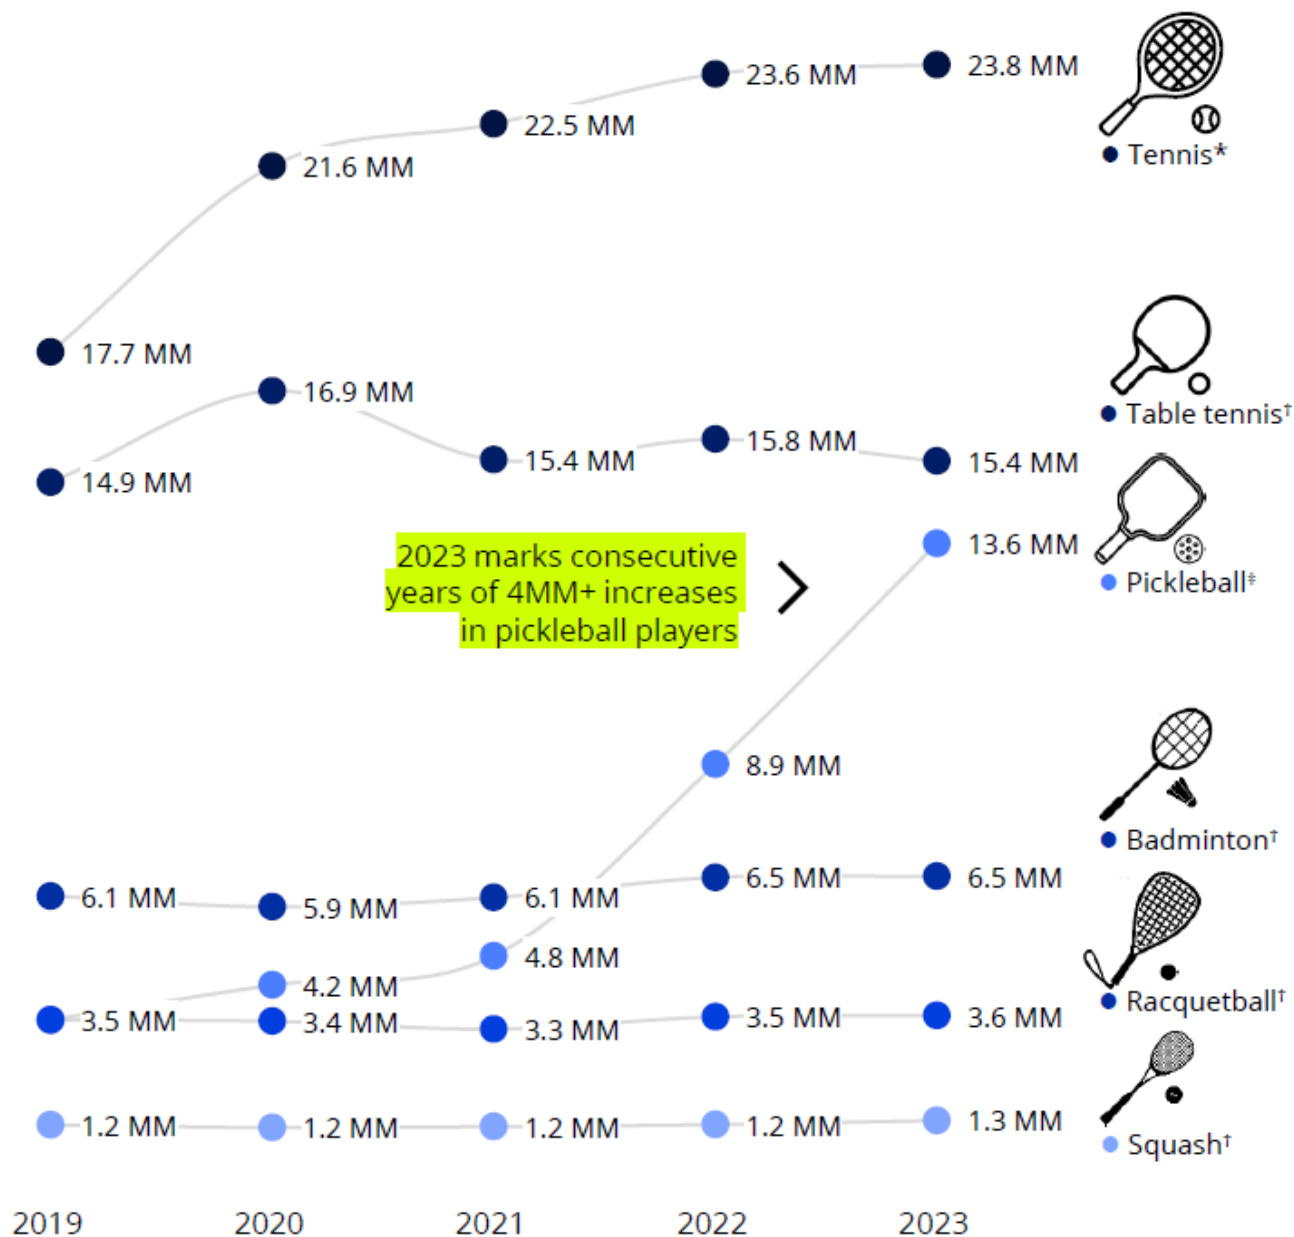 23.6 MM
23.8 MM
22.5 MM
Tennis*
21.6 MM
17.7 MM
16.9 MM
Table tennis†
15.8 MM
15.4 MM
15.4 MM
14.9 MM
2023 marks consecutive
years of 4MM+ increases
in pickleball players
13.6 MM
Pickleball‡
8.9 MM
Badminton†
6.1 MM
5.9 MM
6.1 MM
6.5 MM
6.5 MM
4.8 MM
4.2 MM
Racquetball†
3.5 MM
3.4 MM
3.3 MM
3.5 MM
3.6 MM
1.2 MM
1.2 MM
1.2 MM
1.2 MM
1.3 MM
Squash†
2019
2020
2021
2022
2023